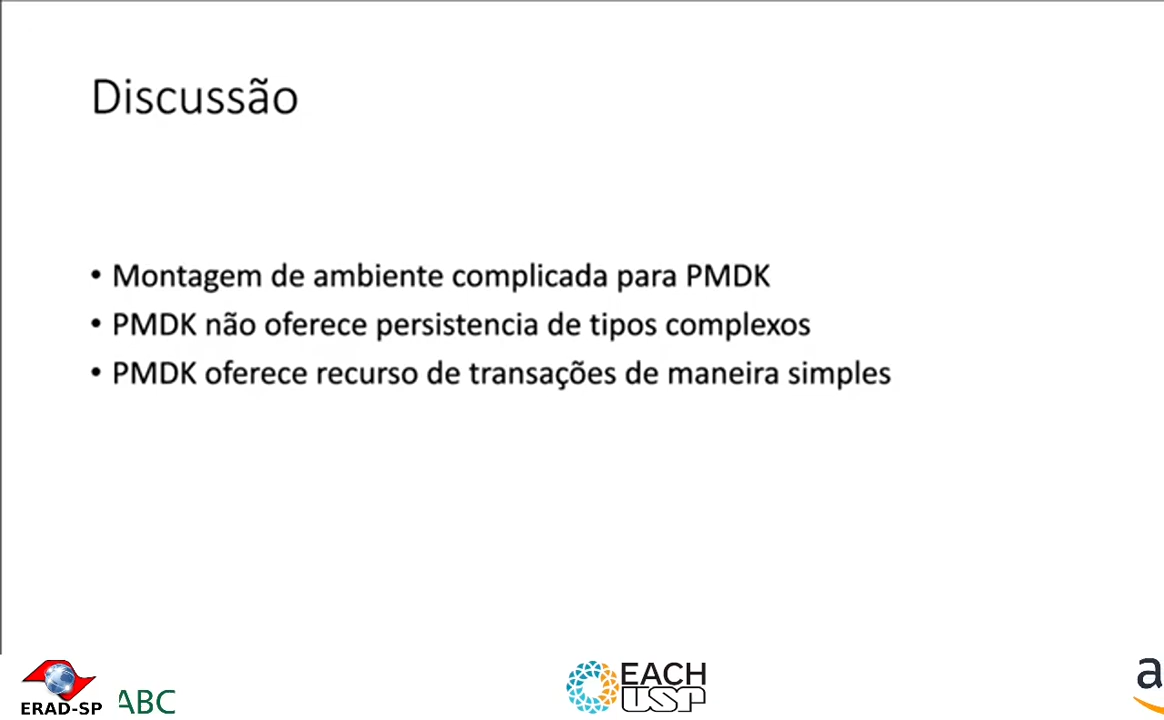 Discussão
• Montagem de ambiente complicada para PMDK
• PMDK não oferece persistencia de tipos complexos
• PMDK oferece recurso de transações de maneira simples
ERAD-SP
ABC
EACH
USP
a